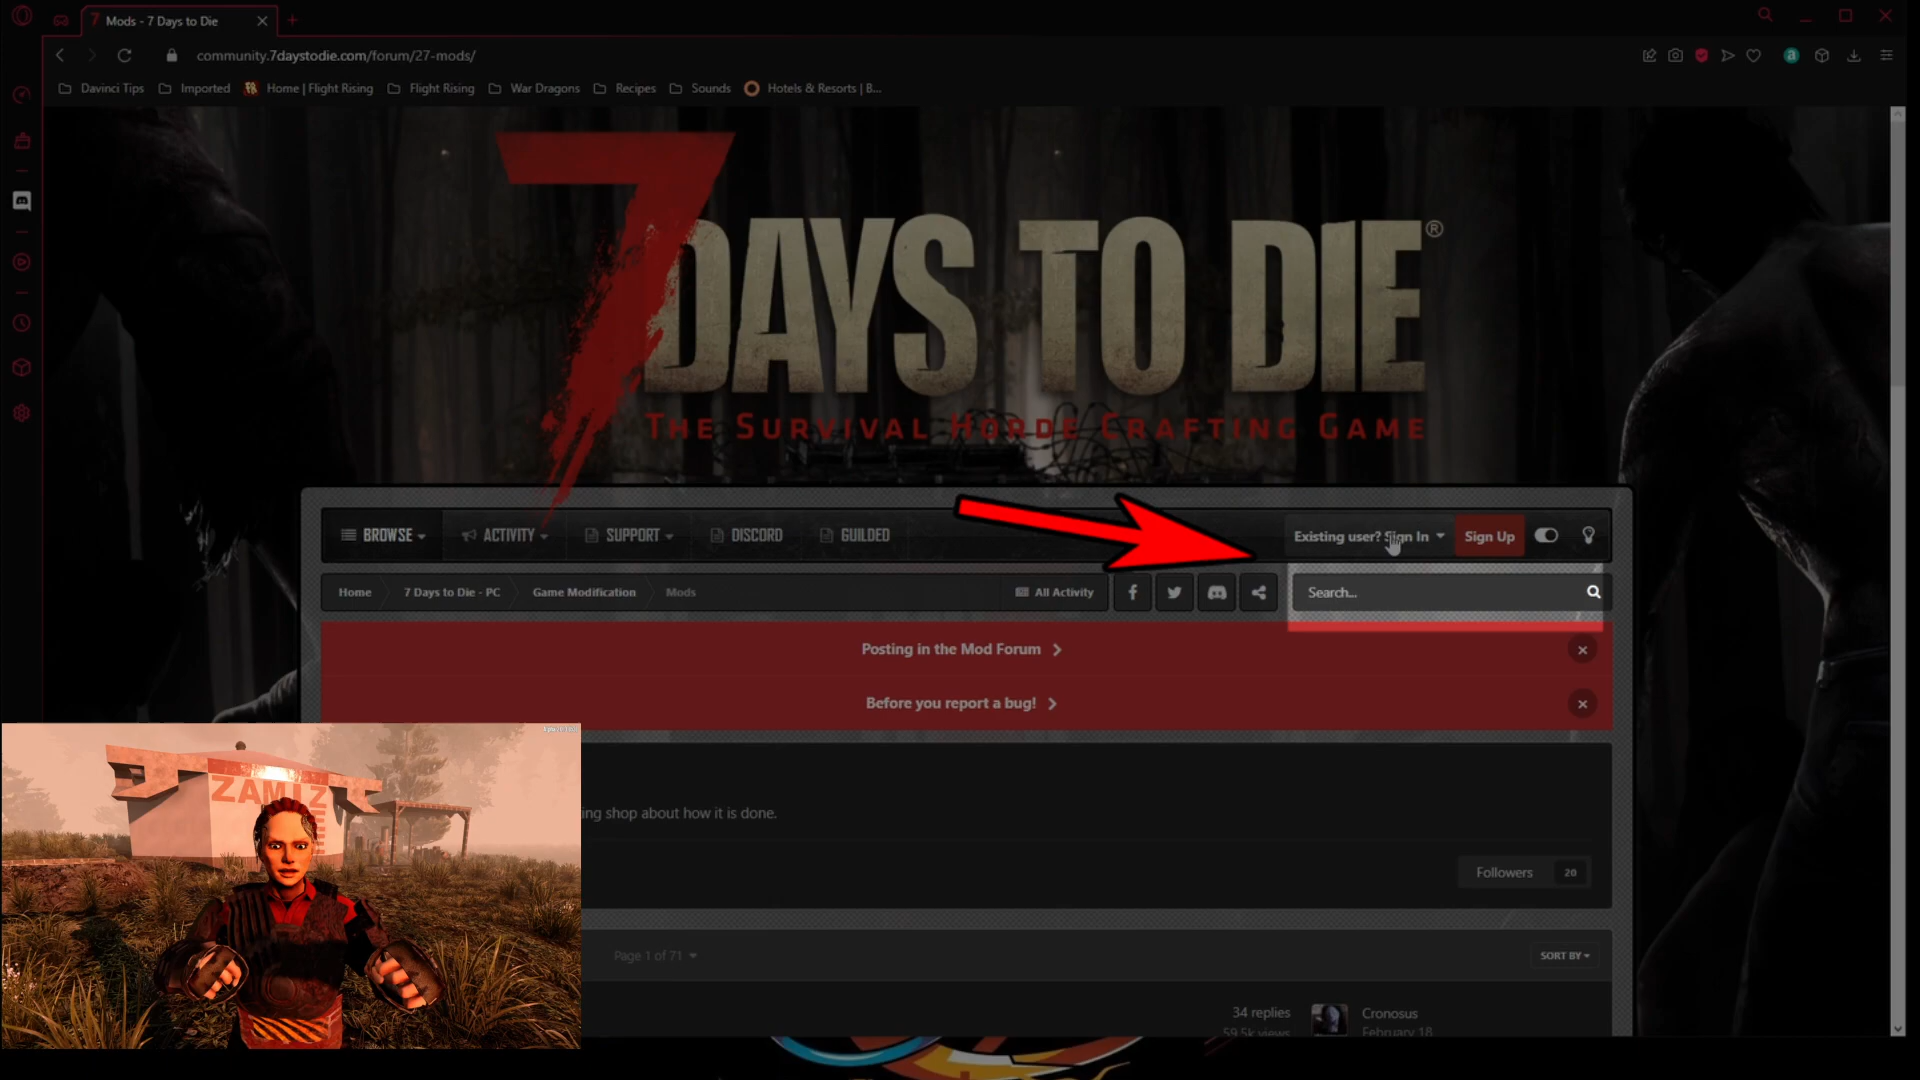 Mods - 7 Days to Die
community.7daystodie.com/forum/27-mods/
Davinci Tips
Imported
Home | Flight Rising
Flight Rising
War Dragons
Recipes
Sounds
Hotels & Resorts | B...
7 DAYS TO DIE®
THE SURVIVAL HORDE CRAFTING GAME
BROWSE
ACTIVITY
SUPPORT
DISCORD
GUILDED
Existing user? Sign In
Sign Up
Home
7 Days to Die - PC
Game Modification
Mods
All Activity
Search...
Posting in the Mod Forum
Before you report a bug!
ing shop about how it is done.
Followers 20
Page 1 of 71
SORT BY
34 replies
59.5k views
Cronosus
February 18